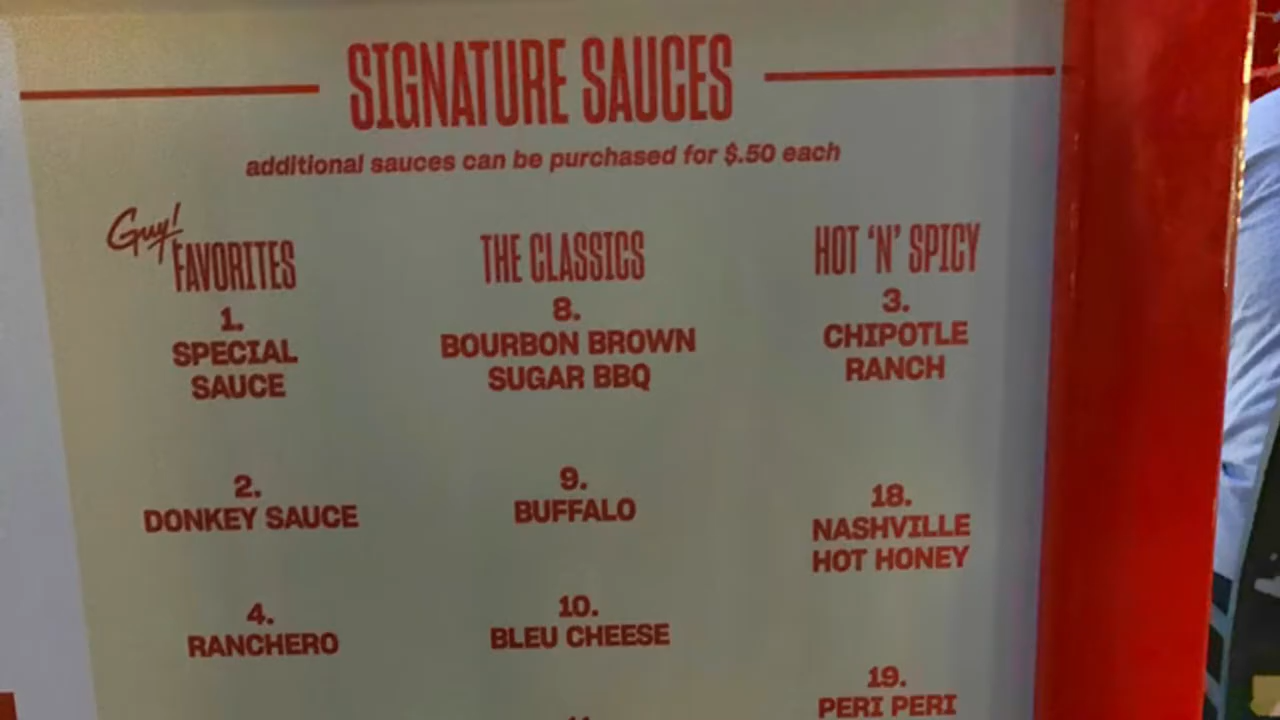 SIGNATURE SAUCES
additional sauces can be purchased for $.50 each
Guy!
FAVORITES
1.
SPECIAL
SAUCE
2.
DONKEY SAUCE
4.
RANCHERO
THE CLASSICS
8.
BOURBON BROWN
SUGAR BBQ
9.
BUFFALO
10.
BLEU CHEESE
HOT ‘N’ SPICY
3.
CHIPOTLE
RANCH
18.
NASHVILLE
HOT HONEY
19.
PERI PERI